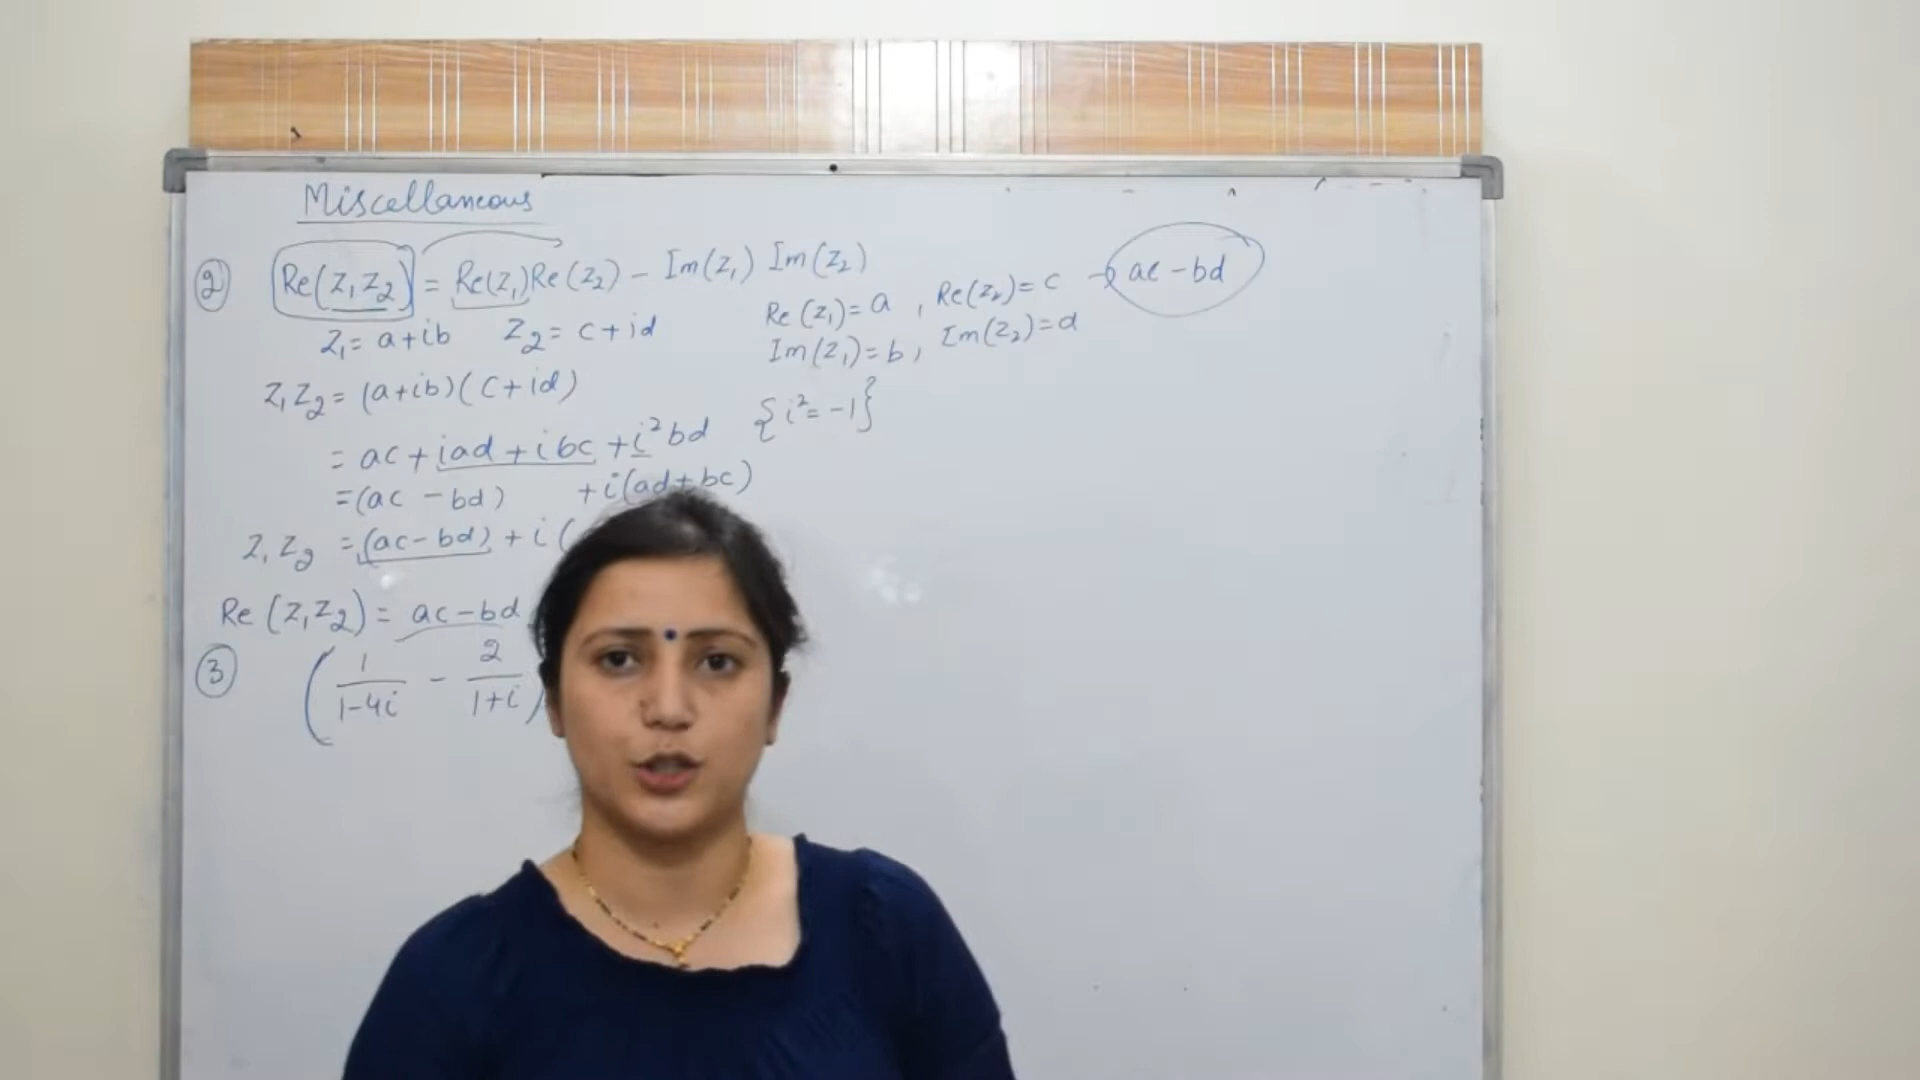 Miscellaneous
② Re(Z₁Z₂) = Re(Z₁)Re(Z₂) - Im(Z₁) Im(Z₂)
Z₁ = a+ib Z₂ = c+id
Re(Z₁) = a , Re(Z₂) = c → ac - bd
Im(Z₁) = b , Im(Z₂) = d
Z₁Z₂ = (a+ib)(c+id)
= ac + iad + ibc + i²bd {i² = -1}
= (ac - bd) + i(ad+bc)
Z₁Z₂ = (ac-bd) + i(
Re(Z₁Z₂) = ac-bd
③ (1/(1-4i) - 2/(1+i))